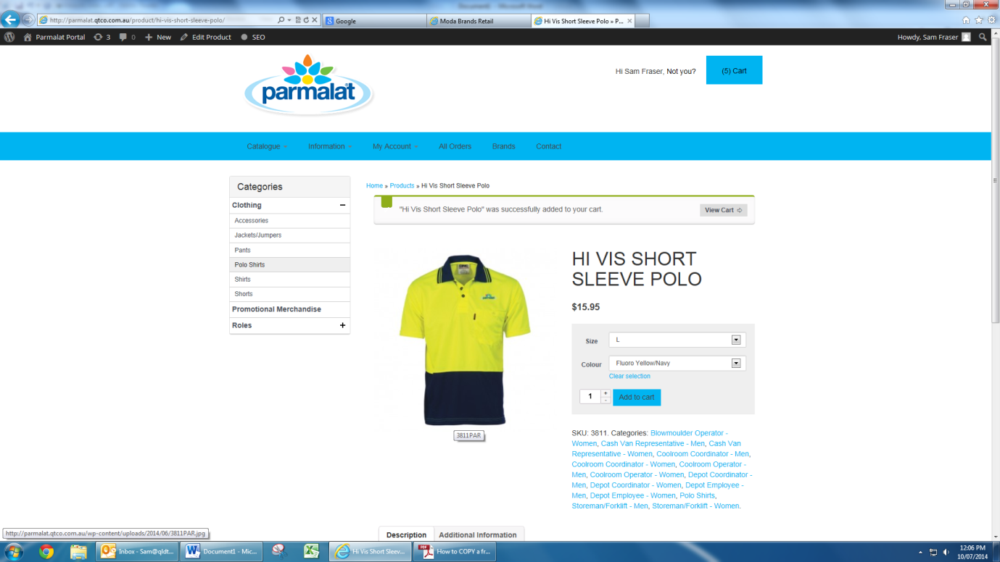 Document1 - Microsoft Word
http://parmalat.qtco.com.au/product/hi-vis-short-sleeve-polo/
Google
Moda Brands Retail
Hi Vis Short Sleeve Polo » P...
Parmalat Portal
3
0
New
Edit Product
SEO
Howdy, Sam Fraser
parmalat
Hi Sam Fraser, Not you?
(5) Cart
Catalogue
Information
My Account
All Orders
Brands
Contact
Categories
Clothing
Accessories
Jackets/Jumpers
Pants
Polo Shirts
Shirts
Shorts
Promotional Merchandise
Roles
Home » Products » Hi Vis Short Sleeve Polo
"Hi Vis Short Sleeve Polo" was successfully added to your cart.
View Cart
HI VIS SHORT
SLEEVE POLO
$15.95
Size
L
Colour
Fluoro Yellow/Navy
Clear selection
1
+
-
Add to cart
3811PAR
SKU: 3811. Categories: Blowmoulder Operator -
Women, Cash Van Representative - Men, Cash Van
Representative - Women, Coolroom Coordinator - Men,
Coolroom Coordinator - Women, Coolroom Operator -
Men, Coolroom Operator - Women, Depot Coordinator -
Men, Depot Coordinator - Women, Depot Employee -
Men, Depot Employee - Women, Polo Shirts,
Storeman/Forklift - Men, Storeman/Forklift - Women.
Description
Additional Information
http://parmalat.qtco.com.au/wp-content/uploads/2014/06/3811PAR.jpg
Inbox - Sam@qldt...
Document1 - Mic...
Hi Vis Short Sleev...
How to COPY a fr...
12:06 PM
10/07/2014